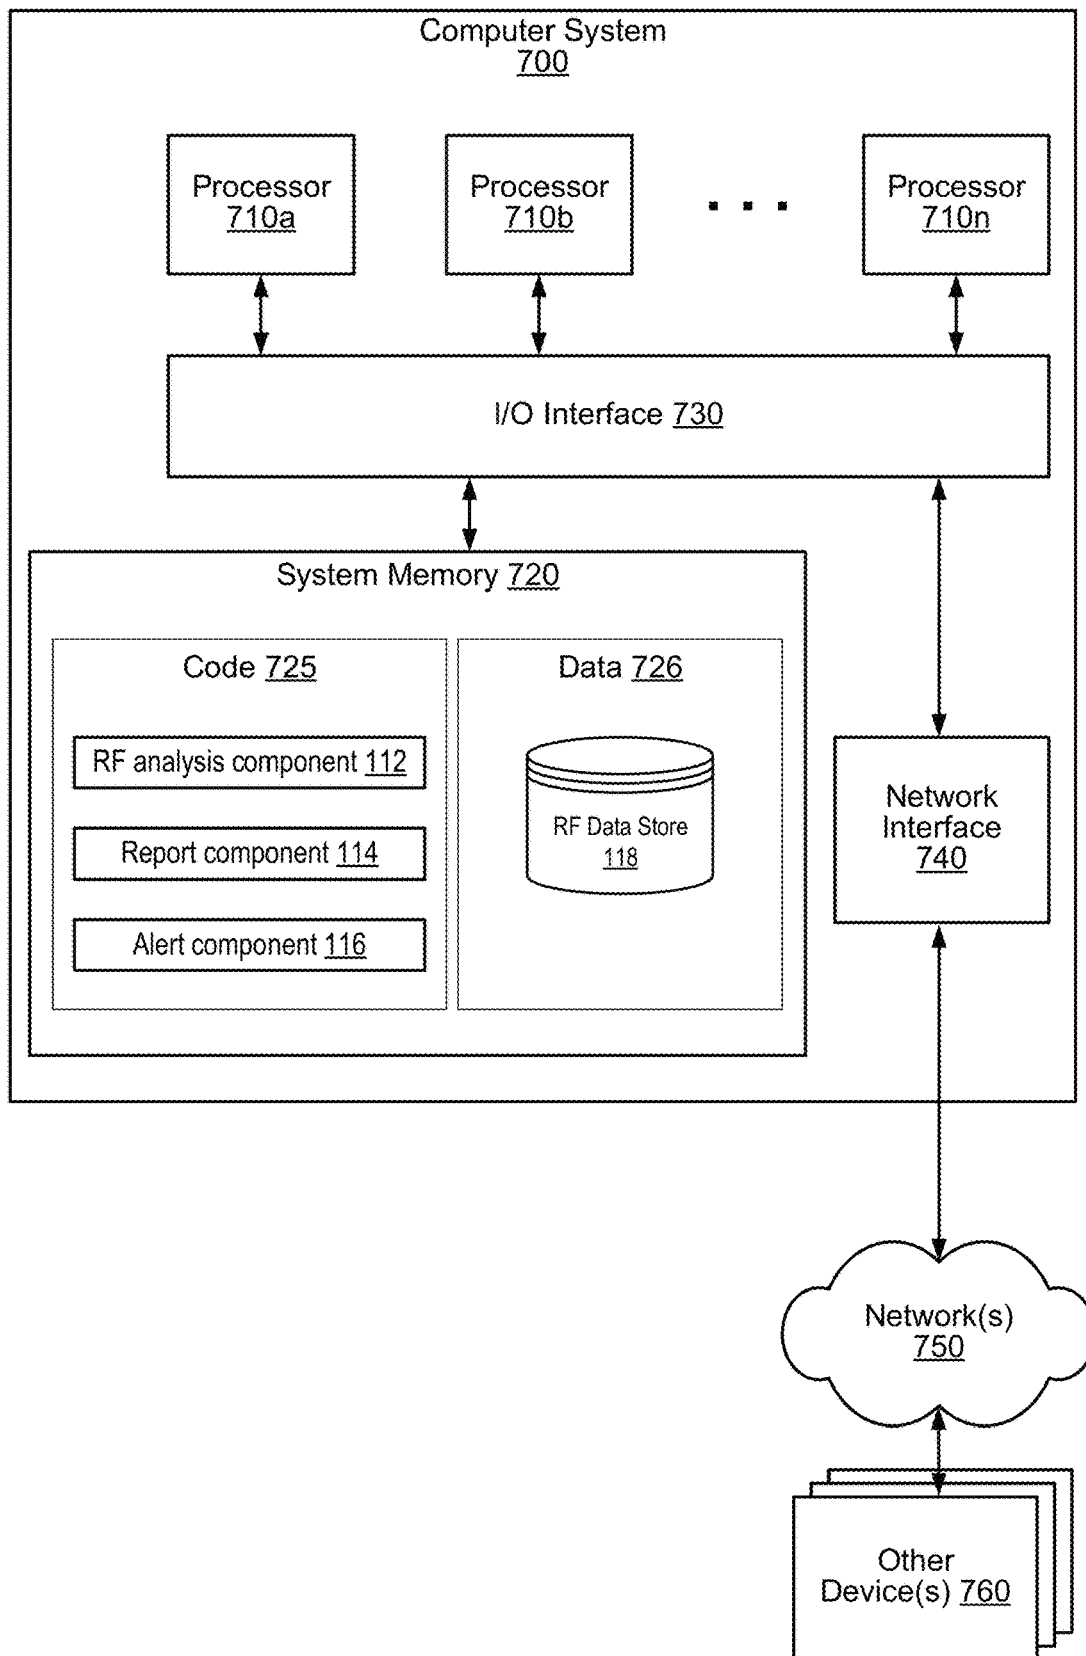 Computer System
700
Processor
710a
Processor
710b
. . .
Processor
710n
I/O Interface 730
System Memory 720
Code 725
RF analysis component 112
Report component 114
Alert component 116
Data 726
RF Data Store
118
Network
Interface
740
Network(s)
750
Other
Device(s) 760